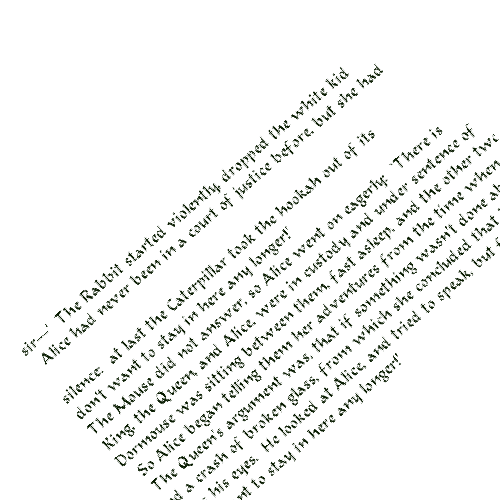 sir—' The Rabbit started violently, dropped the white kid
Alice had never been in a court of justice before, but she had
silence: at last the Caterpillar took the hookah out of its
don't want to stay in here any longer!'
The Mouse did not answer, so Alice went on eagerly: `There is
King, the Queen, and Alice, were in custody and under sentence of
Dormouse was sitting between them, fast asleep, and the other two
So Alice began telling them her adventures from the time when
The Queen's argument was, that if something wasn't done
a crash of broken glass, from which she concluded that
his eyes. He looked at Alice, and tried to speak, but
to stay in here any longer!'